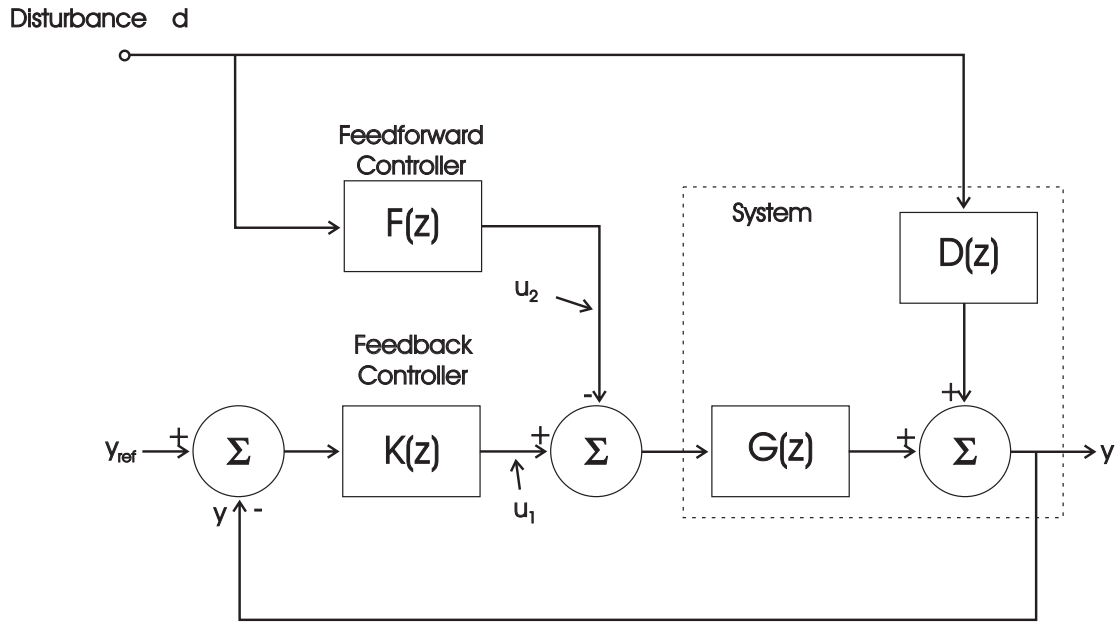 Disturbance d
Feedforward
Controller
F(z)
System
D(z)
u2
Feedback
Controller
-
+
yref
+
Σ
K(z)
+
Σ
G(z)
+
Σ
y
y
-
u1